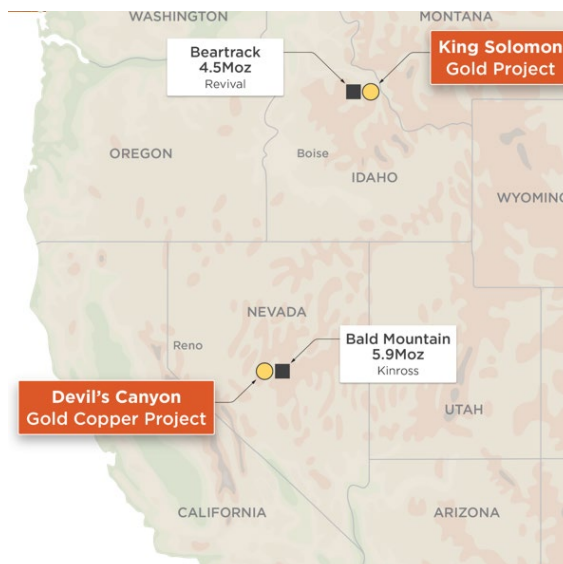 WASHINGTON
MONTANA
Beartrack
4.5Moz
Revival
King Solomon
Gold Project
OREGON
Boise
IDAHO
WYOMING
NEVADA
Reno
Bald Mountain
5.9Moz
Kinross
Devil's Canyon
Gold Copper Project
UTAH
CALIFORNIA
ARIZONA